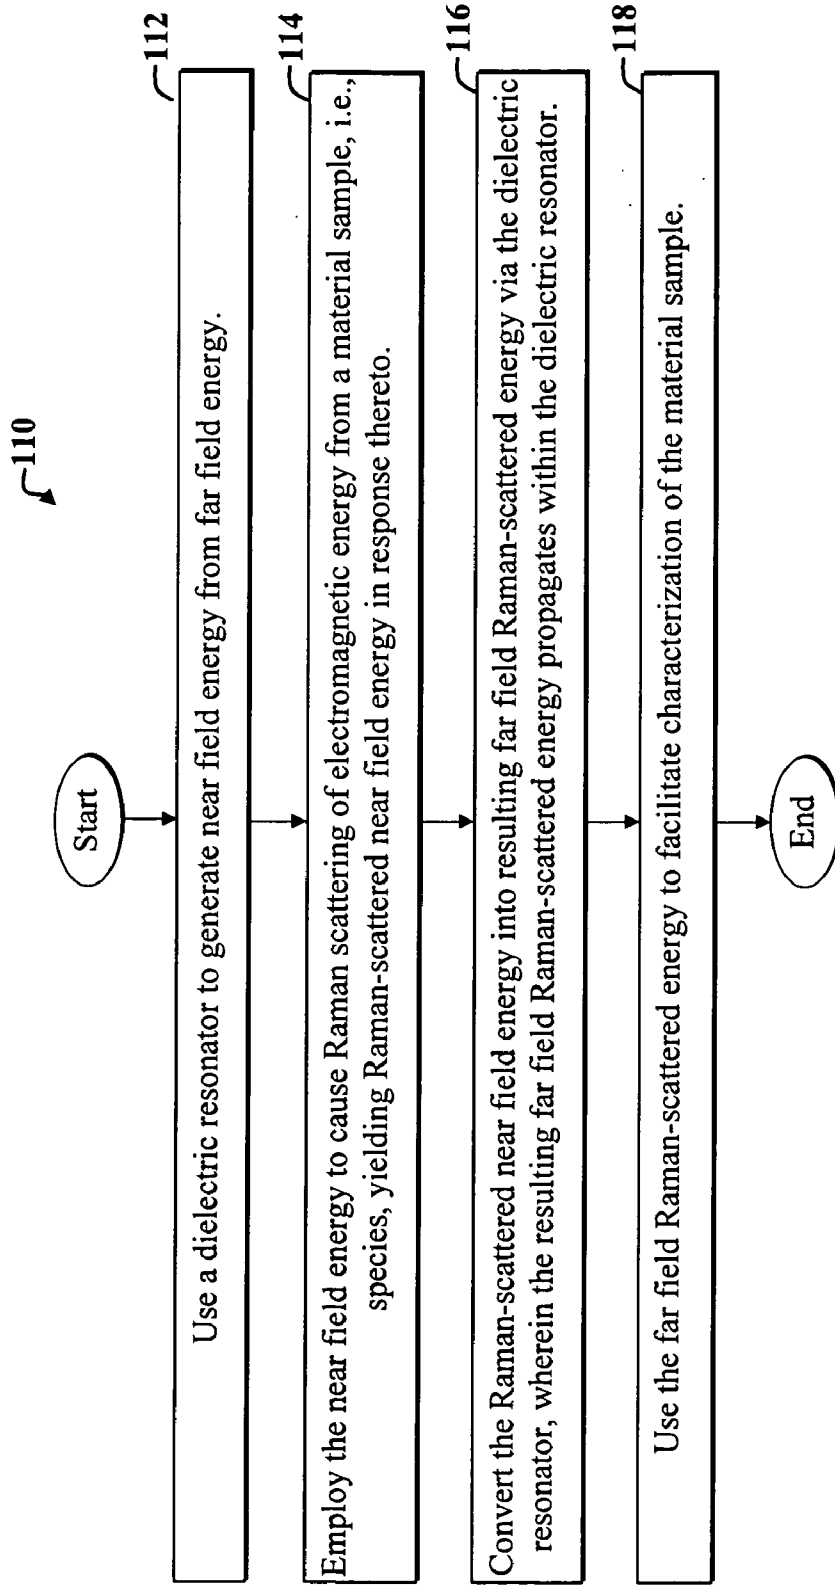 110
Start
112
Use a dielectric resonator to generate near field energy from far field energy.
114
Employ the near field energy to cause Raman scattering of electromagnetic energy from a material sample, i.e.,
species, yielding Raman-scattered near field energy in response thereto.
116
Convert the Raman-scattered near field energy into resulting far field Raman-scattered energy via the dielectric
resonator, wherein the resulting far field Raman-scattered energy propagates within the dielectric resonator.
118
Use the far field Raman-scattered energy to facilitate characterization of the material sample.
End